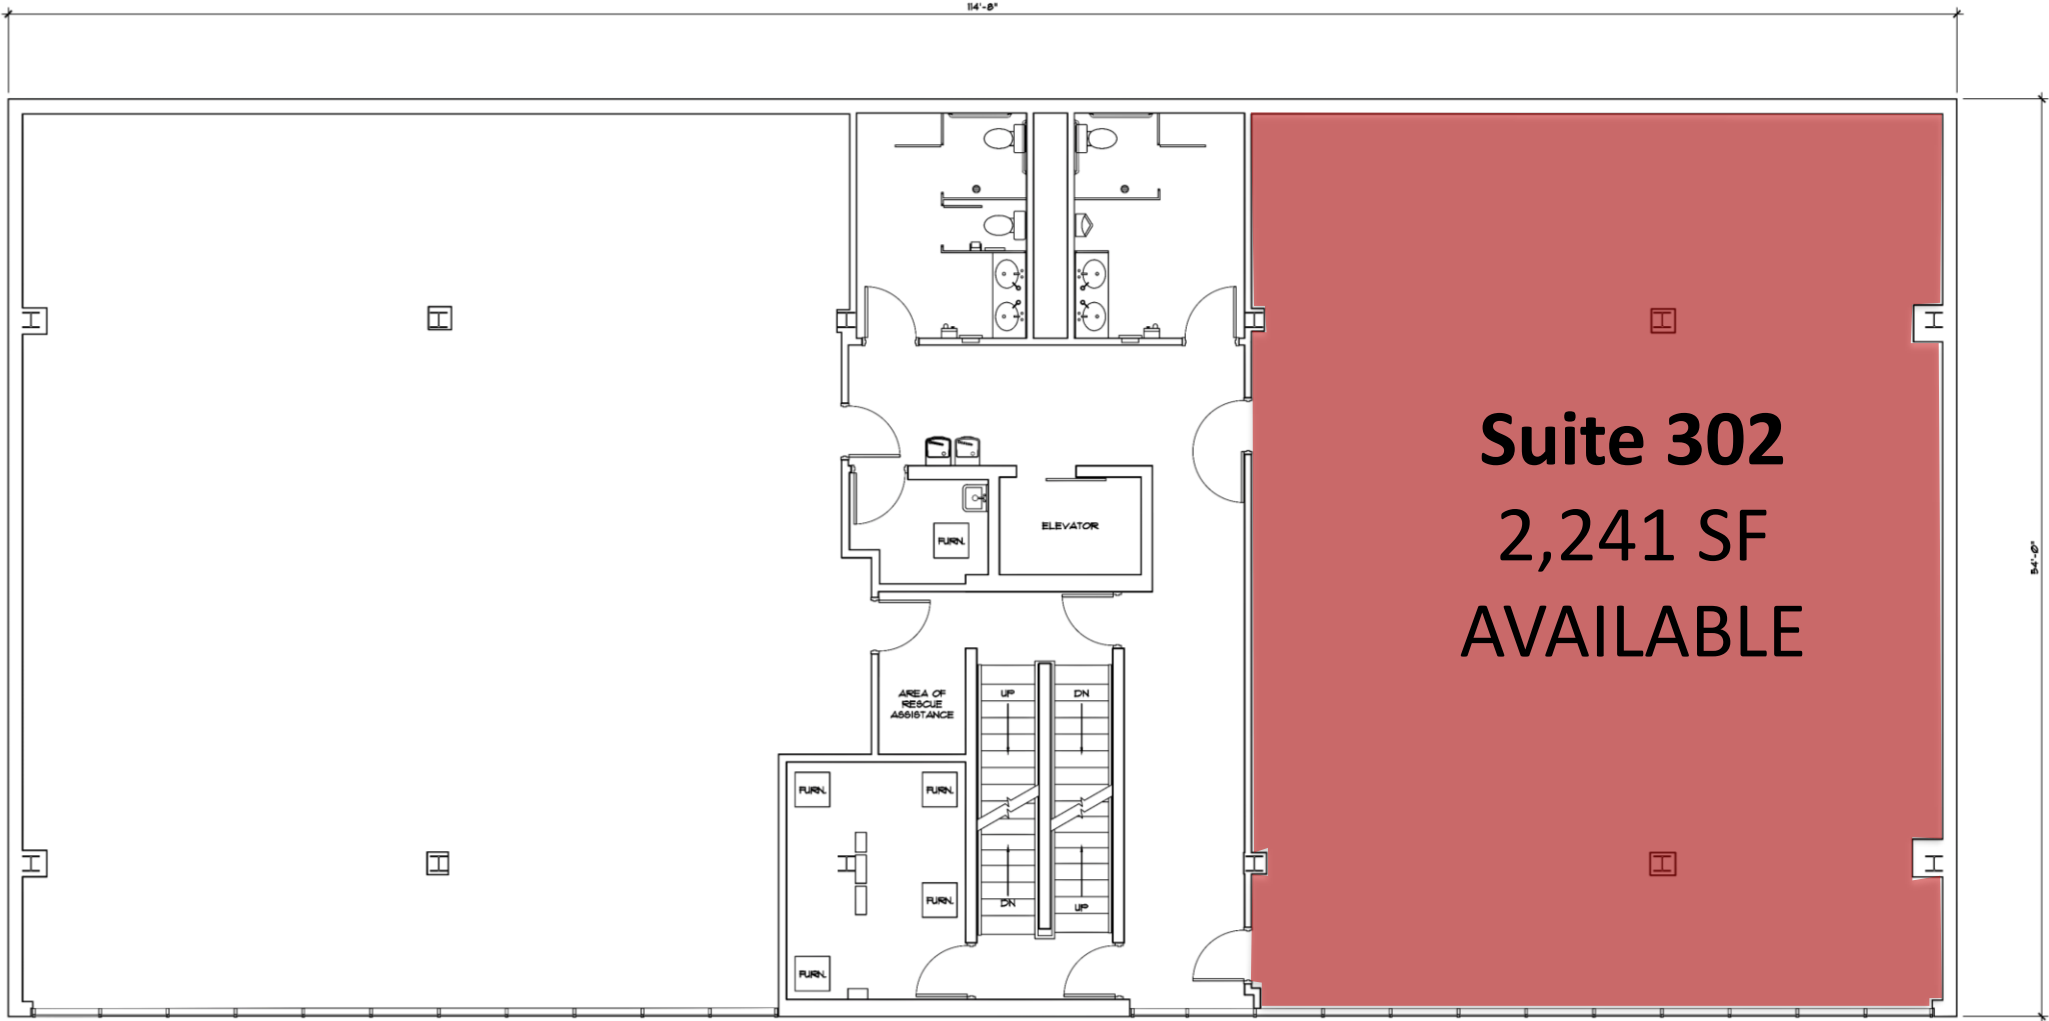 114'-8"
Suite 302
2,241 SF
AVAILABLE
ELEVATOR
FURN.
54'-0"
AREA OF
RESCUE
ASSISTANCE
UP
DN
FURN.
FURN.
FURN.
DN
UP
FURN.